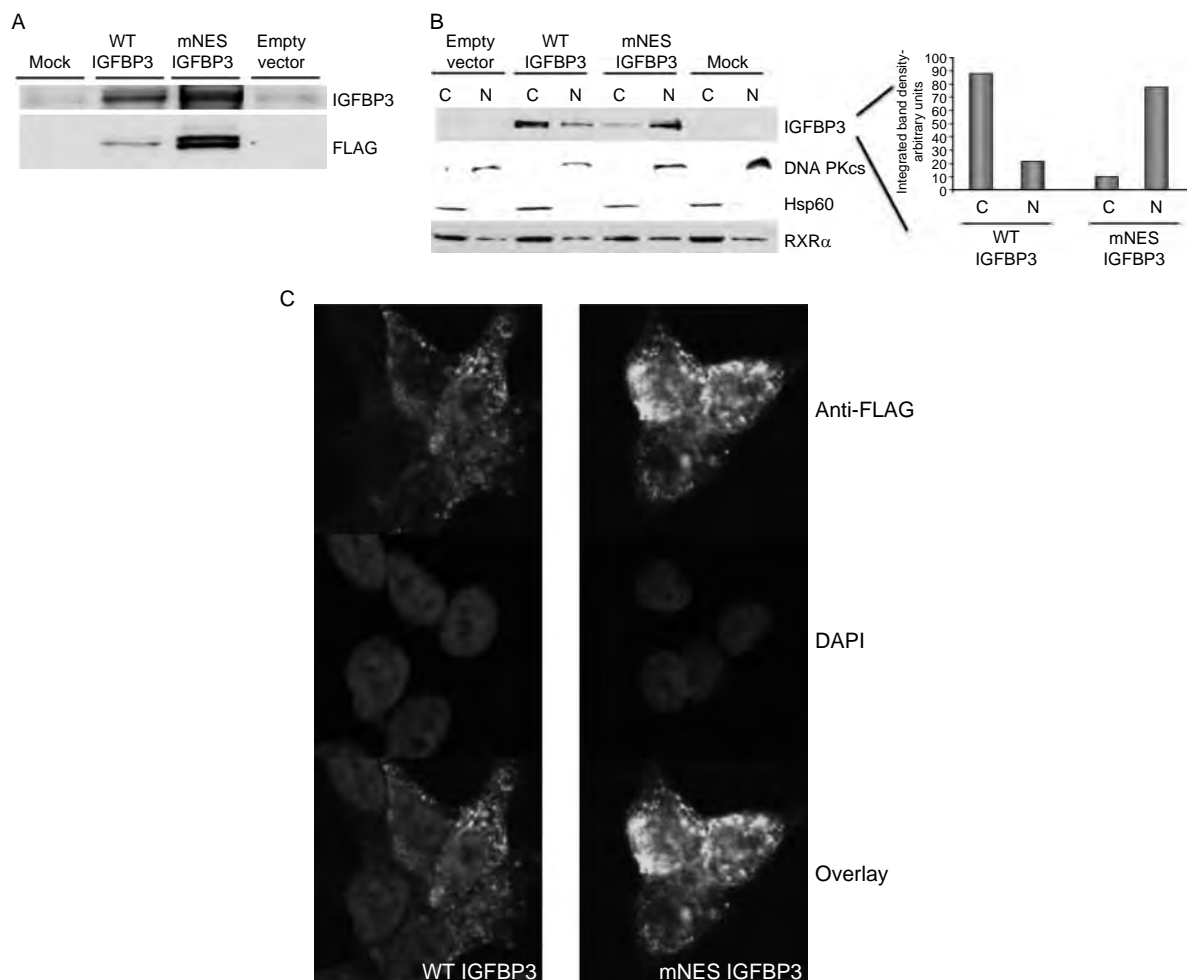 A
Mock
WT
IGFBP3
mNES
IGFBP3
Empty
vector
IGFBP3
FLAG
B
Empty
vector
WT
IGFBP3
mNES
IGFBP3
Mock
C N C N C N C N
IGFBP3
DNA PKcs
Hsp60
RXRα
Integrated band density-
arbitrary units
100
90
80
70
60
50
40
30
20
10
0
C N C N
WT
IGFBP3
mNES
IGFBP3
C
Anti-FLAG
DAPI
Overlay
WT IGFBP3
mNES IGFBP3